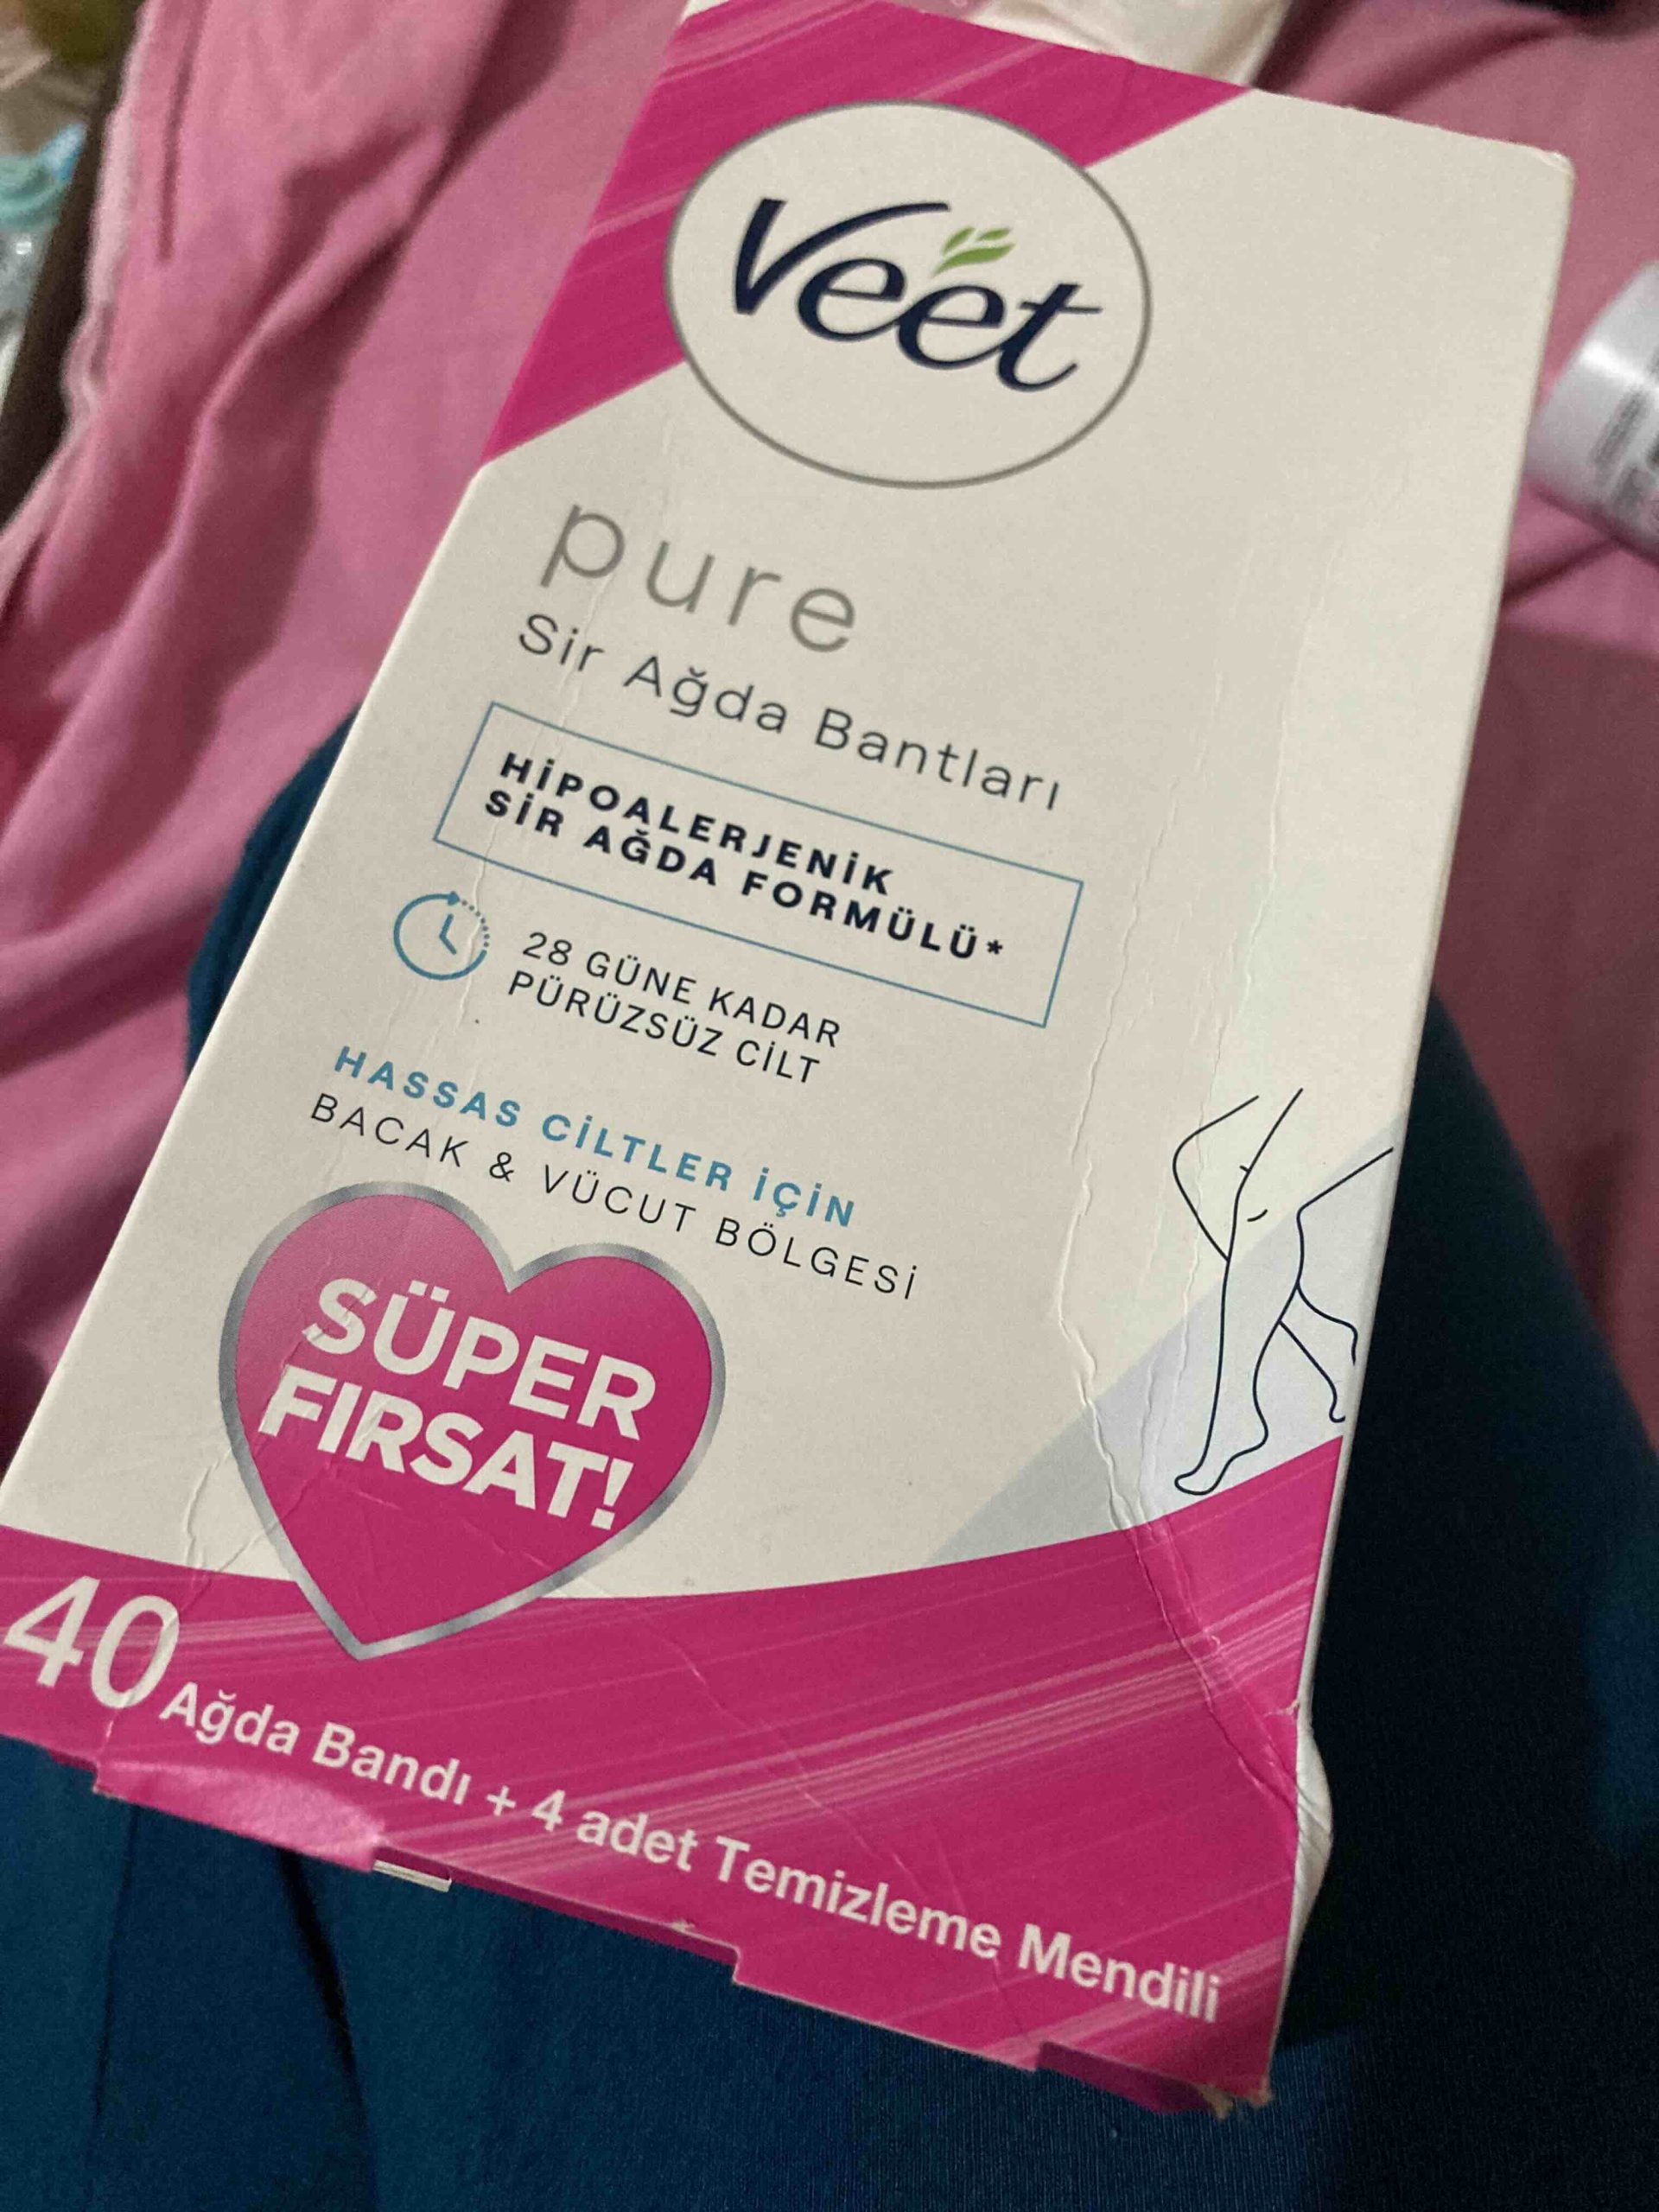 Veet
pure
Sir Ağda Bantları
HİPOALERJENİK
SİR AĞDA FORMÜLÜ*
28 GÜNE KADAR
PÜRÜZSÜZ CİLT
HASSAS CİLTLER İÇİN
BACAK & VÜCUT BÖLGESİ
SÜPER
FIRSAT!
40 Ağda Bandı + 4 adet Temizleme Mendili